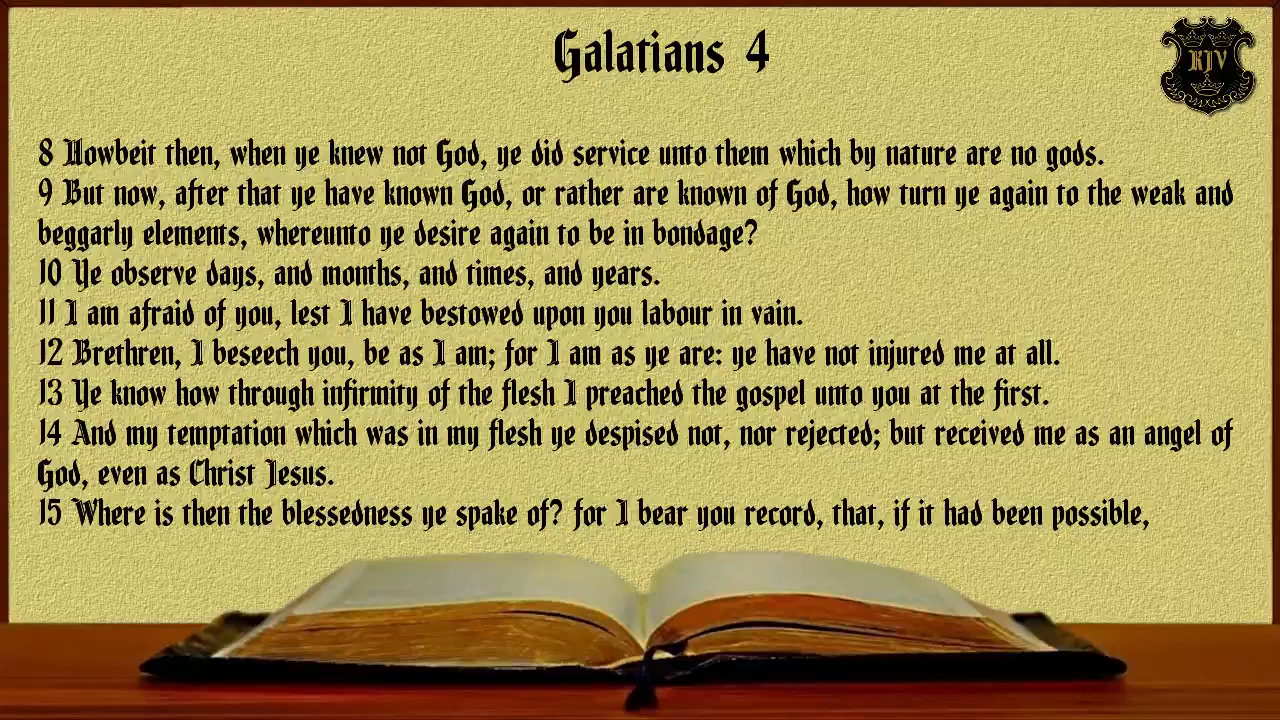 Galatians 4
KJV
8 Howbeit then, when ye knew not God, ye did service unto them which by nature are no gods.
9 But now, after that ye have known God, or rather are known of God, how turn ye again to the weak and
beggarly elements, whereunto ye desire again to be in bondage?
10 Ye observe days, and months, and times, and years.
11 I am afraid of you, lest I have bestowed upon you labour in vain.
12 Brethren, I beseech you, be as I am; for I am as ye are: ye have not injured me at all.
13 Ye know how through infirmity of the flesh I preached the gospel unto you at the first.
14 And my temptation which was in my flesh ye despised not, nor rejected; but received me as an angel of
God, even as Christ Jesus.
15 Where is then the blessedness ye spake of? for I bear you record, that, if it had been possible,